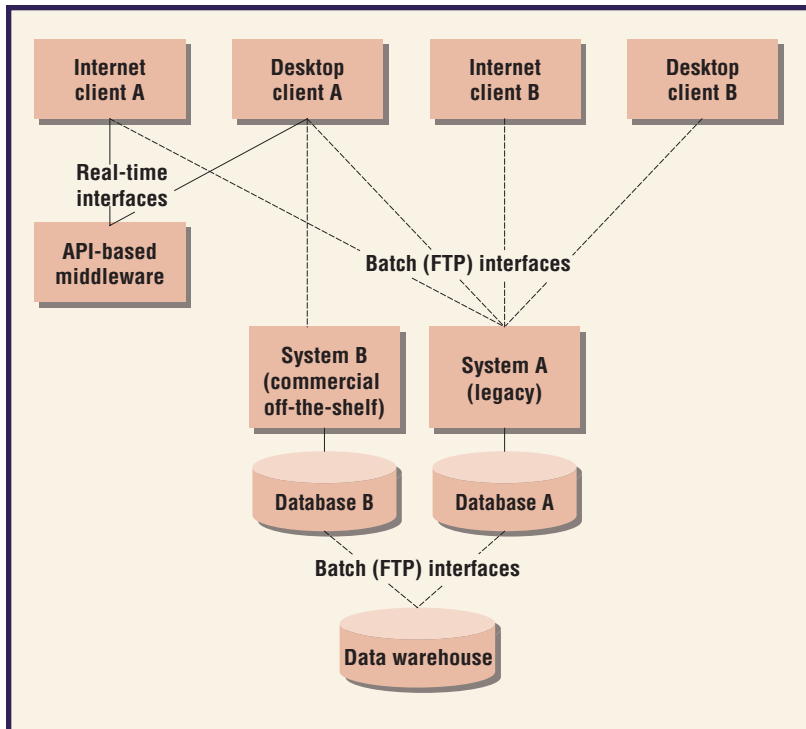 Internet
client A
Desktop
client A
Internet
client B
Desktop
client B
Real-time
interfaces
API-based
middleware
Batch (FTP) interfaces
System B
(commercial
off-the-shelf)
System A
(legacy)
Database B
Database A
Batch (FTP) interfaces
Data warehouse